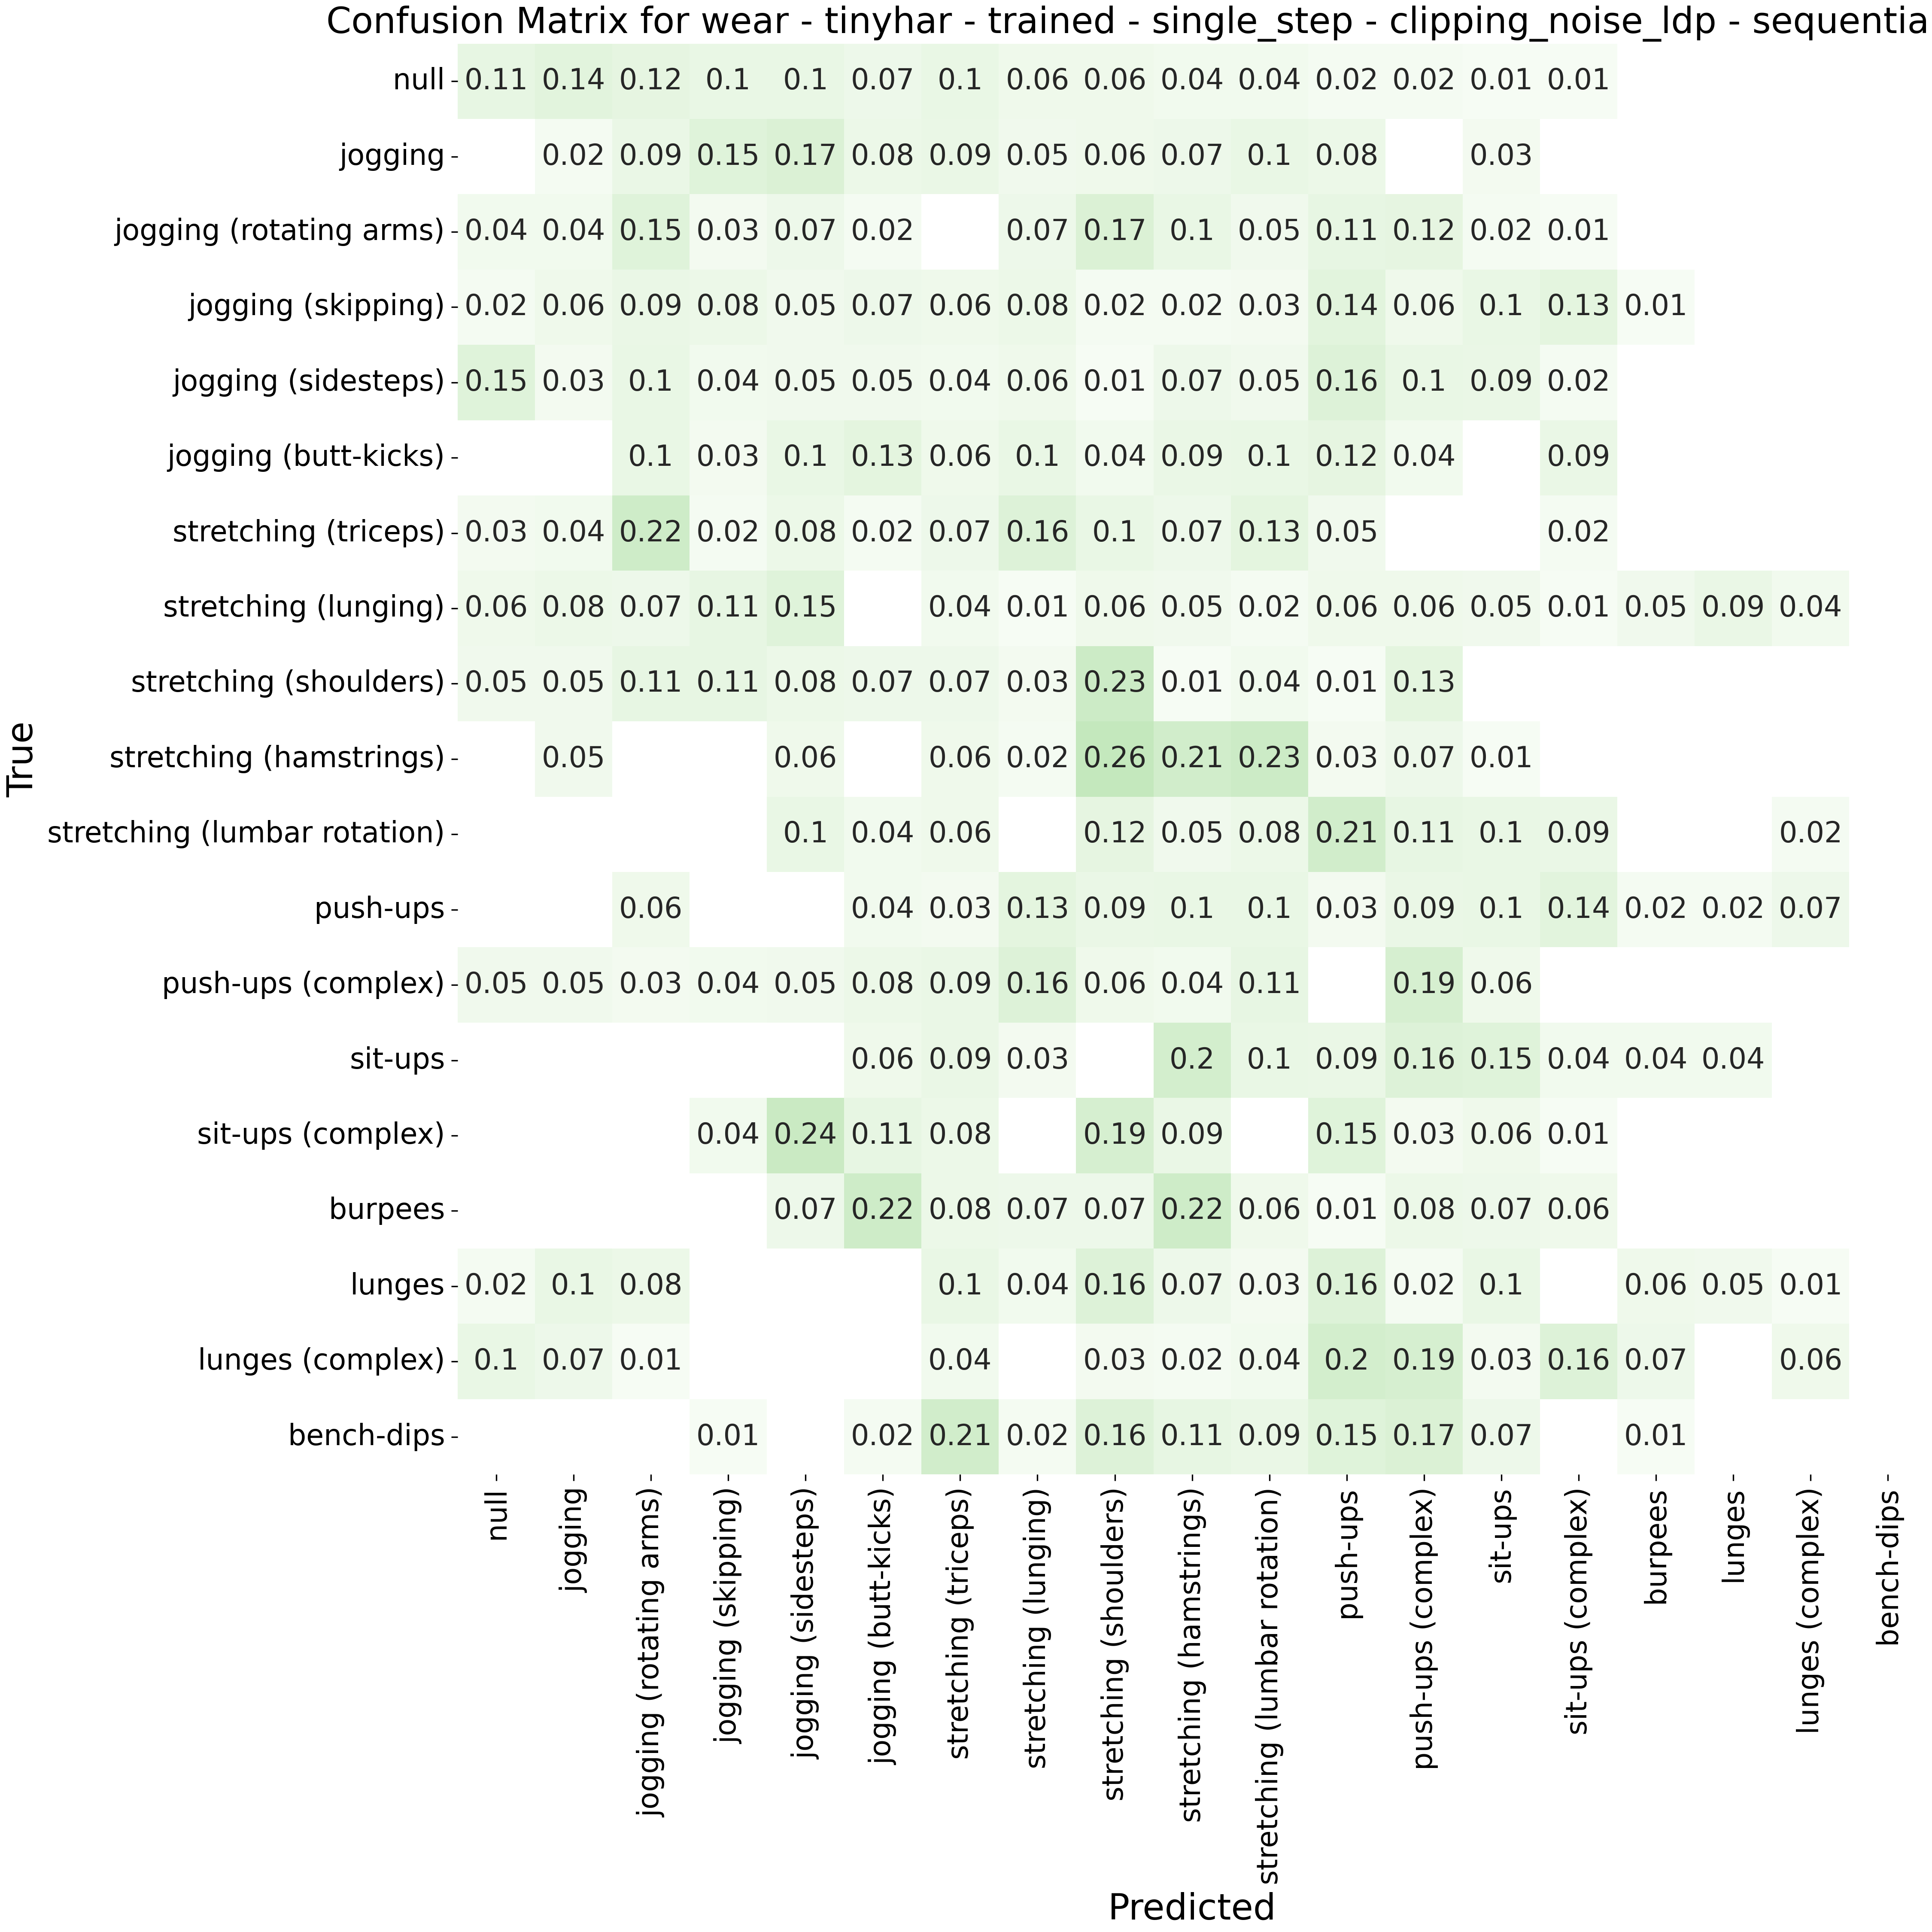 Confusion Matrix for wear - tinyhar - trained - single_step - clipping_noise_ldp - sequentia
null 0.11 0.14 0.12 0.1 0.1 0.07 0.1 0.06 0.06 0.04 0.04 0.02 0.02 0.01 0.01
jogging 0.02 0.09 0.15 0.17 0.08 0.09 0.05 0.06 0.07 0.1 0.08 0.03
jogging (rotating arms) 0.04 0.04 0.15 0.03 0.07 0.02 0.07 0.17 0.1 0.05 0.11 0.12 0.02 0.01
jogging (skipping) 0.02 0.06 0.09 0.08 0.05 0.07 0.06 0.08 0.02 0.02 0.03 0.14 0.06 0.1 0.13 0.01
jogging (sidesteps) 0.15 0.03 0.1 0.04 0.05 0.05 0.04 0.06 0.01 0.07 0.05 0.16 0.1 0.09 0.02
jogging (butt-kicks) 0.1 0.03 0.1 0.13 0.06 0.1 0.04 0.09 0.1 0.12 0.04 0.09
stretching (triceps) 0.03 0.04 0.22 0.02 0.08 0.02 0.07 0.16 0.1 0.07 0.13 0.05 0.02
stretching (lunging) 0.06 0.08 0.07 0.11 0.15 0.04 0.01 0.06 0.05 0.02 0.06 0.06 0.05 0.01 0.05 0.09 0.04
stretching (shoulders) 0.05 0.05 0.11 0.11 0.08 0.07 0.07 0.03 0.23 0.01 0.04 0.01 0.13
stretching (hamstrings) 0.05 0.06 0.06 0.02 0.26 0.21 0.23 0.03 0.07 0.01
stretching (lumbar rotation) 0.1 0.04 0.06 0.12 0.05 0.08 0.21 0.11 0.1 0.09 0.02
push-ups 0.06 0.04 0.03 0.13 0.09 0.1 0.1 0.03 0.09 0.1 0.14 0.02 0.02 0.07
push-ups (complex) 0.05 0.05 0.03 0.04 0.05 0.08 0.09 0.16 0.06 0.04 0.11 0.19 0.06
sit-ups 0.06 0.09 0.03 0.2 0.1 0.09 0.16 0.15 0.04 0.04 0.04
sit-ups (complex) 0.04 0.24 0.11 0.08 0.19 0.09 0.15 0.03 0.06 0.01
burpees 0.07 0.22 0.08 0.07 0.07 0.22 0.06 0.01 0.08 0.07 0.06
lunges 0.02 0.1 0.08 0.1 0.04 0.16 0.07 0.03 0.16 0.02 0.1 0.06 0.05 0.01
lunges (complex) 0.1 0.07 0.01 0.04 0.03 0.02 0.04 0.2 0.19 0.03 0.16 0.07 0.06
bench-dips 0.01 0.02 0.21 0.02 0.16 0.11 0.09 0.15 0.17 0.07 0.01
True
null
jogging
jogging (rotating arms)
jogging (skipping)
jogging (sidesteps)
jogging (butt-kicks)
stretching (triceps)
stretching (lunging)
stretching (shoulders)
stretching (hamstrings)
stretching (lumbar rotation)
push-ups
push-ups (complex)
sit-ups
sit-ups (complex)
burpees
lunges
lunges (complex)
bench-dips
Predicted